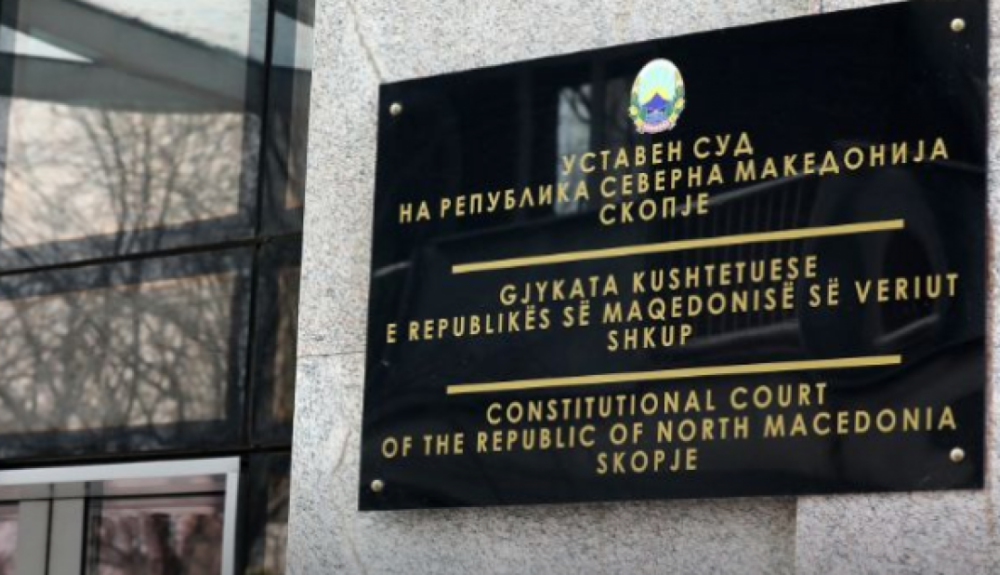 УСТАВЕН СУД
НА РЕПУБЛИКА СЕВЕРНА МАКЕДОНИЈА
СКОПЈЕ
GJYKATA KUSHTETUESE
E REPUBLIKËS SË MAQEDONISË SË VERIUT
SHKUP
CONSTITUTIONAL COURT
OF THE REPUBLIC OF NORTH MACEDONIA
SKOPJE